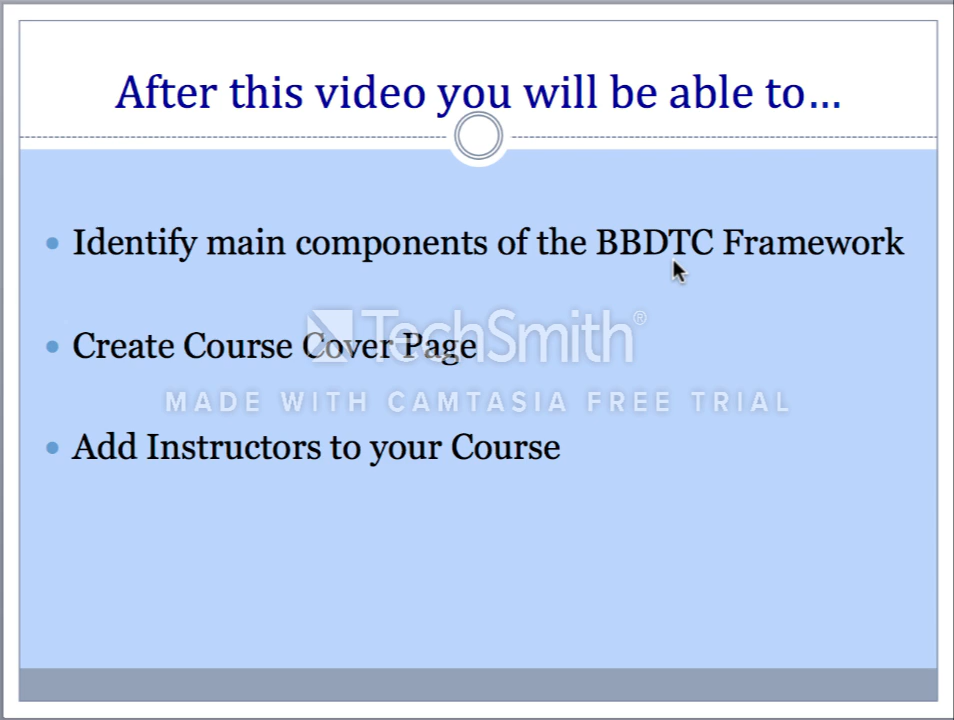 After this video you will be able to...
Identify main components of the BBDTC Framework
TechSmith®
Create Course Cover Page
MADE WITH CAMTASIA FREE TRIAL
Add Instructors to your Course